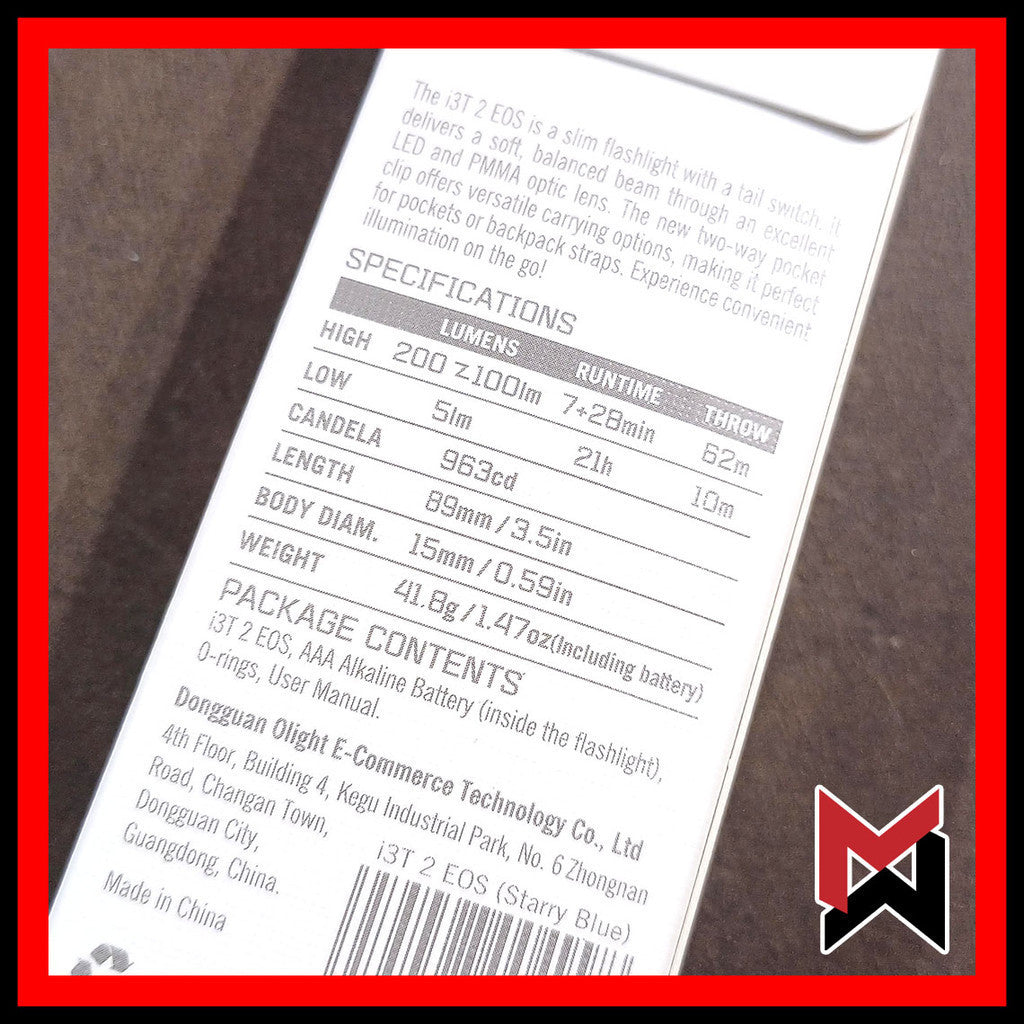 The i3T 2 EOS is a slim flashlight with a tail switch. It
delivers a soft, balanced beam through an excellent
LED and PMMA optic lens. The new two-way pocket
clip offers versatile carrying options, making it perfect
for pockets or backpack straps. Experience convenient
illumination on the go!
SPECIFICATIONS
LUMENS RUNTIME THROW
HIGH 200 z100lm 7+28min 62m
LOW 5lm 21h 10m
CANDELA 963cd
LENGTH 89mm/3.5in
BODY DIAM. 15mm/0.59in
WEIGHT 41.8g/1.47oz(Including battery)
PACKAGE CONTENTS
i3T 2 EOS, AAA Alkaline Battery (inside the flashlight),
O-rings, User Manual.
Dongguan Olight E-Commerce Technology Co., Ltd
4th Floor, Building 4, Kegu Industrial Park, No. 6 Zhongnan
Road, Changan Town,
Dongguan City,
Guangdong, China.
Made in China
i3T 2 EOS (Starry Blue)